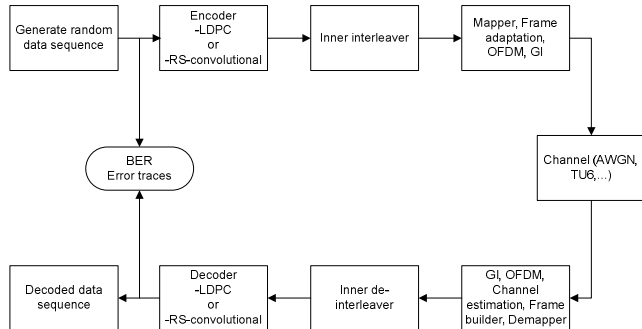 Generate random
data sequence
Encoder
-LDPC
or
-RS-convolutional
Inner interleaver
Mapper, Frame
adaptation,
OFDM, GI
BER
Error traces
Channel (AWGN,
TU6,...)
Decoded data
sequence
Decoder
-LDPC
or
-RS-convolutional
Inner de-
interleaver
GI, OFDM,
Channel
estimation, Frame
builder, Demapper